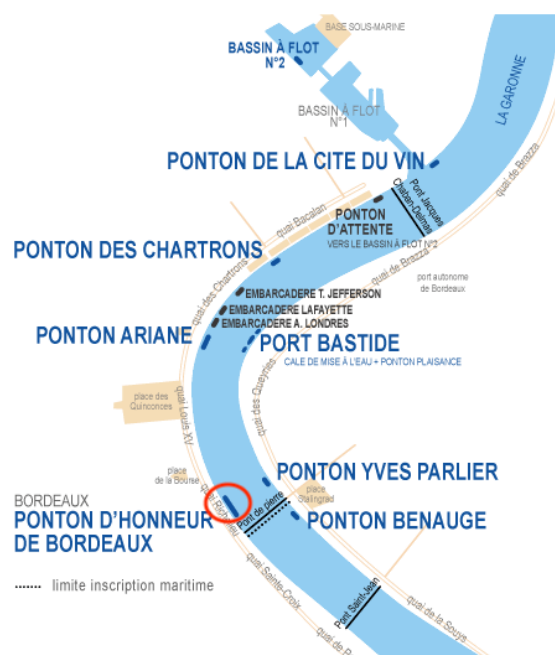 BASE SOUS-MARINE
BASSIN À FLOT
N°2
BASSIN À FLOT
N°1
LA GARONNE
PONTON DE LA CITE DU VIN
Pont Jacques
Chaban-Delmas
quai de Brazza
PONTON
D'ATTENTE
VERS LE BASSIN À FLOT N°2
quai Bacalan
quai de Brazza
PONTON DES CHARTRONS
port autonome
de Bordeaux
quai des Chartrons
EMBARCADERE T. JEFFERSON
EMBARCADERE LAFAYETTE
EMBARCADERE A. LONDRES
PONTON ARIANE
PORT BASTIDE
CALE DE MISE À L'EAU + PONTON PLAISANCE
quai des Queyries
place des
Quinconces
quai Louis XV
place
de la Bourse
PONTON YVES PARLIER
place
Stalingrad
quai Richelieu
Pont de pierre
BORDEAUX
PONTON D'HONNEUR
DE BORDEAUX
PONTON BENAUGE
limite inscription maritime
quai Sainte-Croix
Pont Saint-Jean
quai de la Souys
quai de